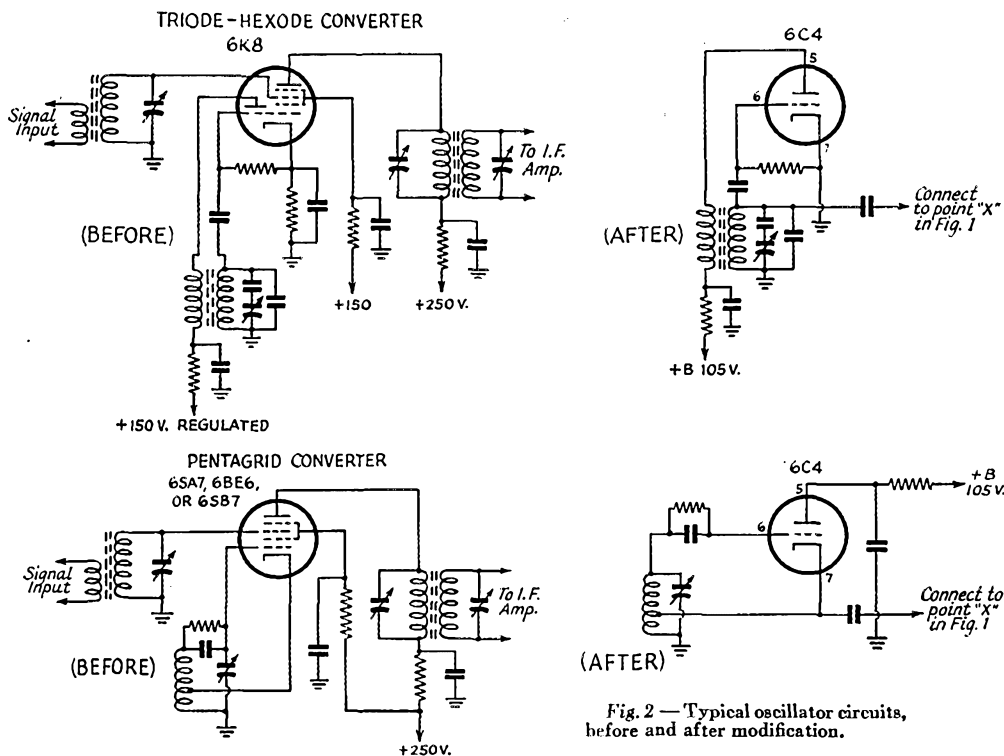 TRIODE-HEXODE CONVERTER
6K8
Signal
Input
To I.F.
Amp.
(BEFORE)
+150
+250 V.
+150 V. REGULATED
6C4
5
6
7
Connect
to point "X"
in Fig. 1
(AFTER)
+B 105 V.
PENTAGRID CONVERTER
6SA7, 6BE6,
OR 6SB7
Signal
Input
To I.F.
Amp.
(BEFORE)
+250 V.
6C4
5
6
7
+B
105 V.
Connect to
point "X"
in Fig. 1
(AFTER)
Fig. 2 — Typical oscillator circuits,
before and after modification.